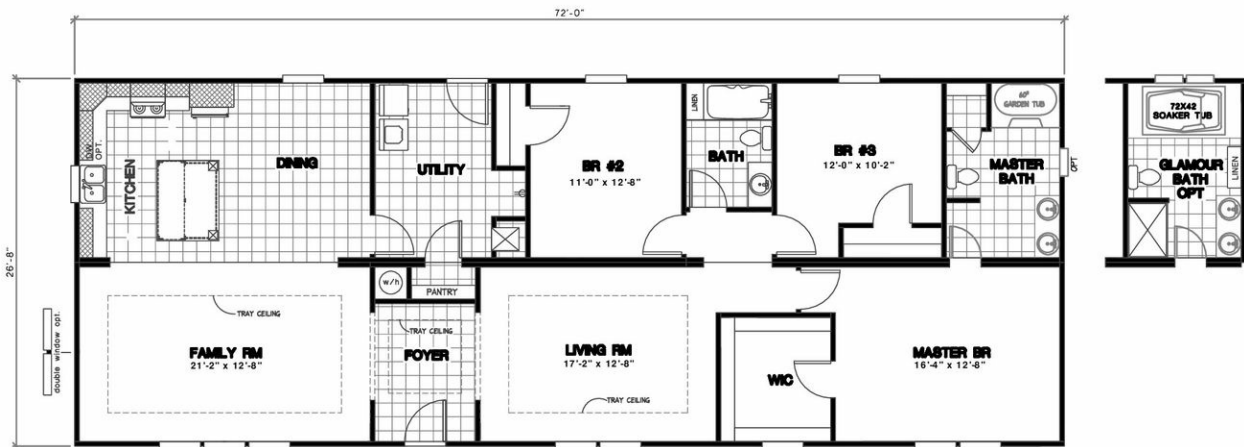 72'-0"
26'-8"
KITCHEN
DW
OPT.
DINING
UTILITY
BR #2
11'-0" x 12'-8"
LINEN
BATH
BR #3
12'-0" x 10'-2"
60"
GARDEN TUB
MASTER
BATH
OPT
72X42
SOAKER TUB
GLAMOUR
BATH
OPT
LINEN
double window opt.
TRAY CEILING
FAMILY RM
21'-2" x 12'-8"
w/h
PANTRY
TRAY CEILING
FOYER
LIVING RM
17'-2" x 12'-8"
TRAY CEILING
WIC
MASTER BR
16'-4" x 12'-8"